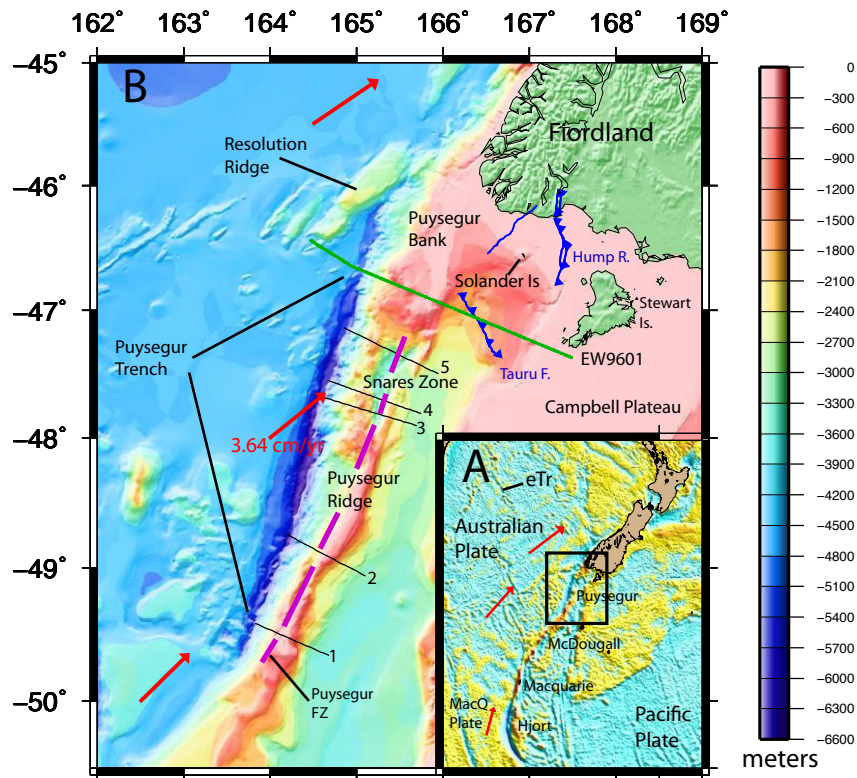 162° 163° 164° 165° 166° 167° 168° 169°
−45°
−46°
−47°
−48°
−49°
−50°
B
Resolution
Ridge
Fiordland
Puysegur
Bank
Hump R.
Solander Is
Stewart
Is.
Puysegur
Trench
5
Snares Zone
Tauru F.
EW9601
4
3
Campbell Plateau
3.64 cm/yr
Puysegur
Ridge
2
1
Puysegur
FZ
A
eTr
Australian
Plate
Puysegur
McDougall
Macquarie
MacQ
Plate
Hjort
Pacific
Plate
0
−300
−600
−900
−1200
−1500
−1800
−2100
−2400
−2700
−3000
−3300
−3600
−3900
−4200
−4500
−4800
−5100
−5400
−5700
−6000
−6300
−6600
meters